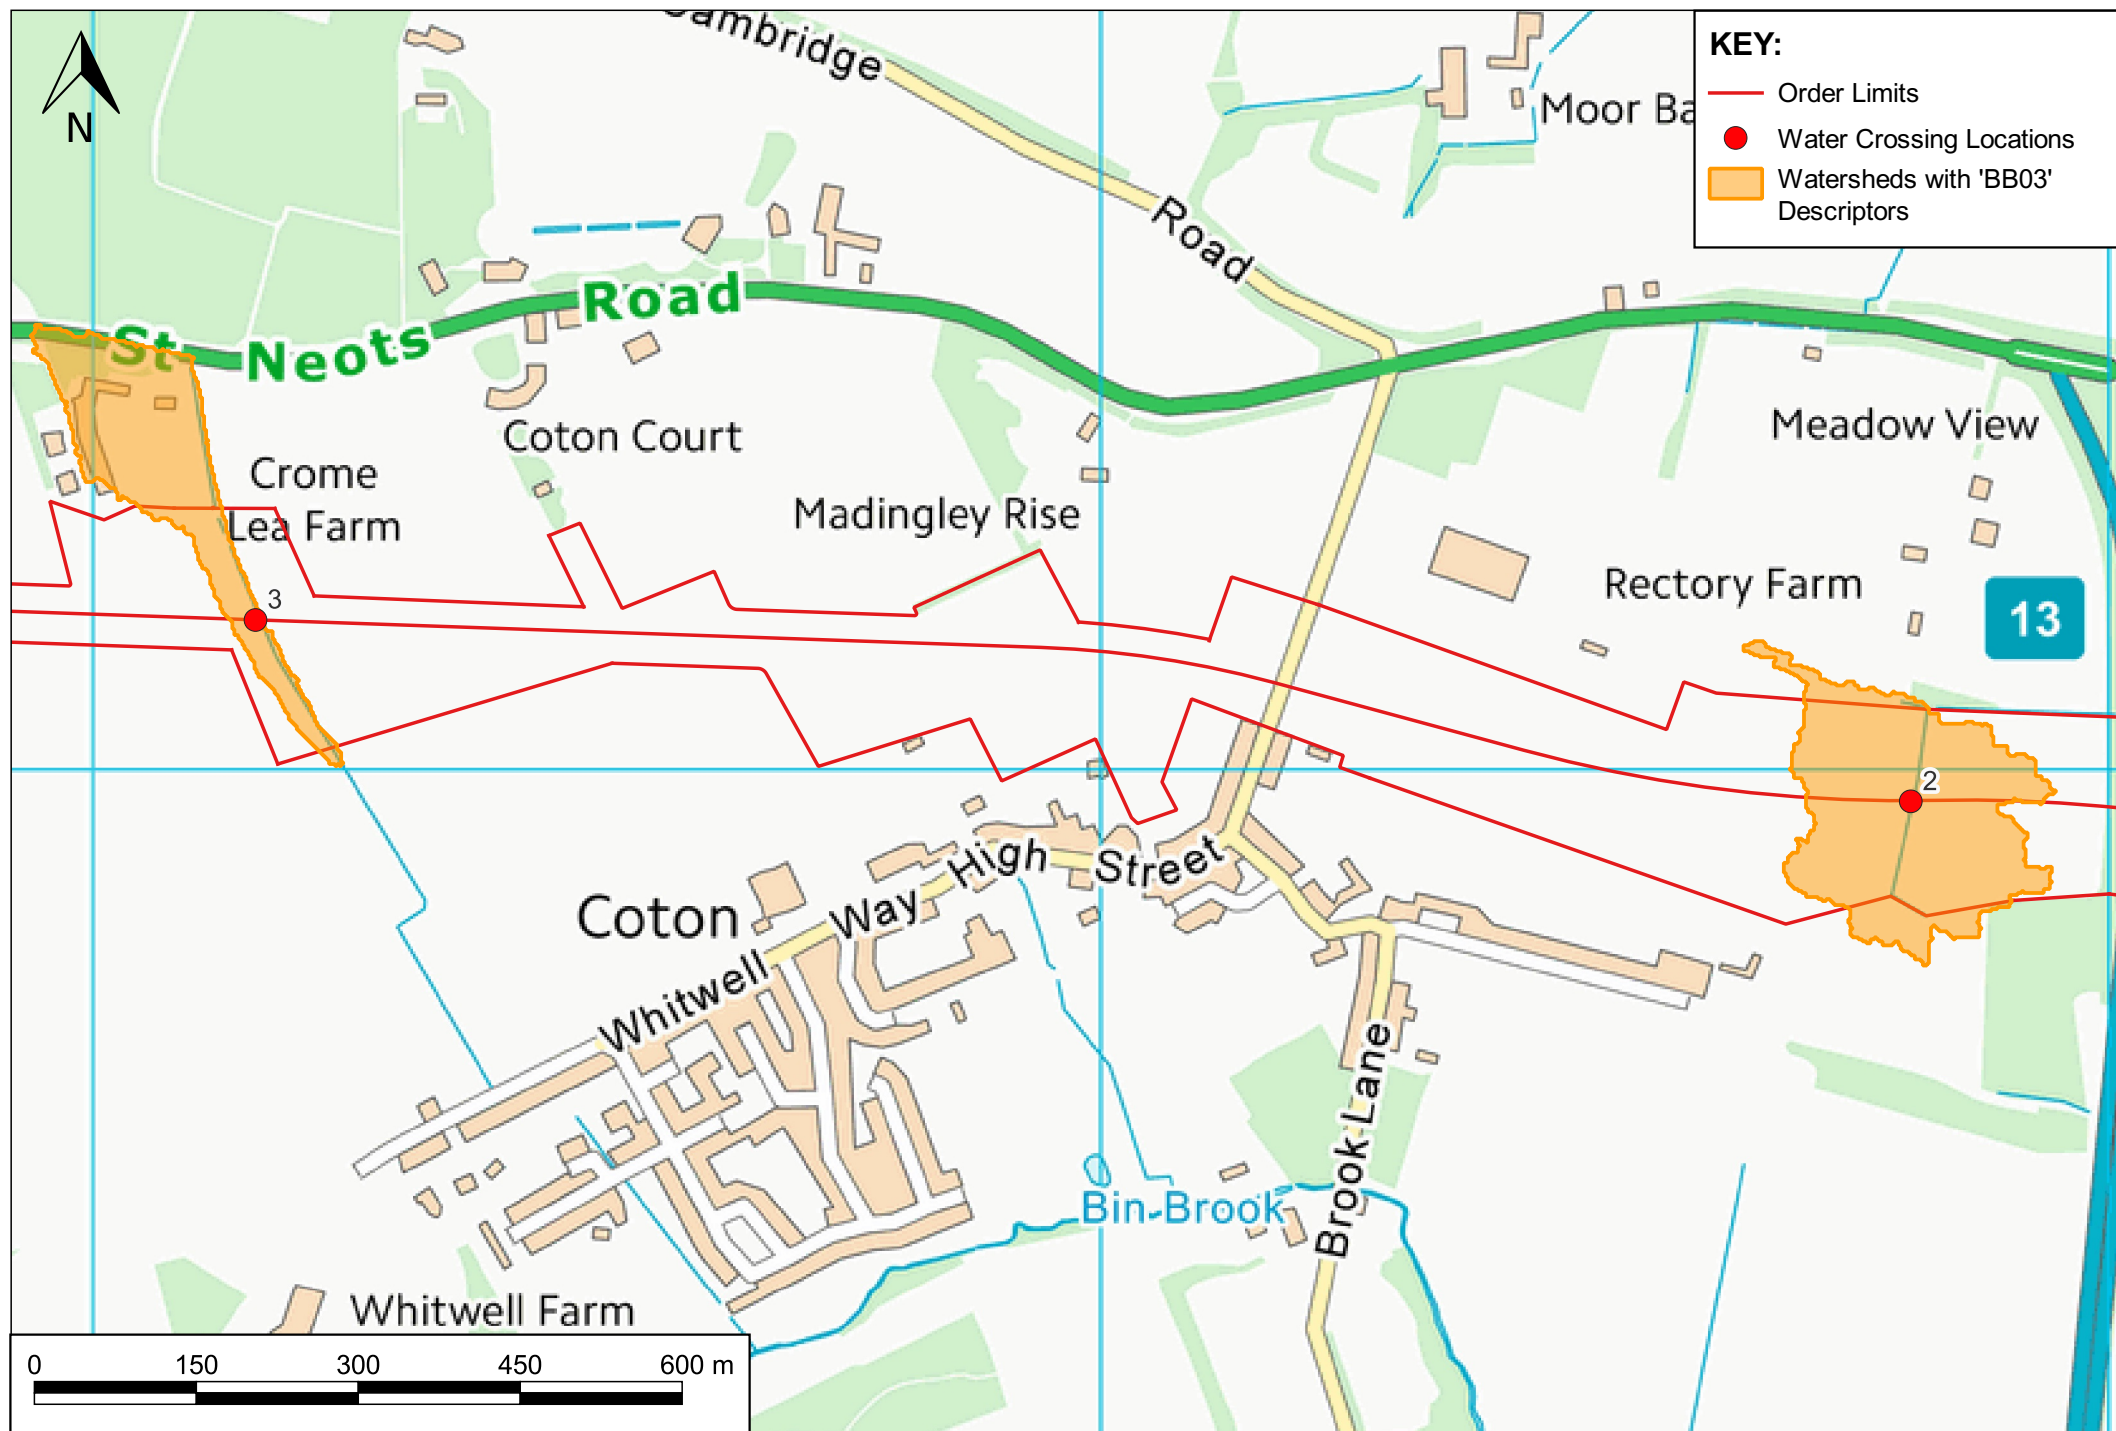 Cambridge
Road
KEY:
Order Limits
Water Crossing Locations
Watersheds with 'BB03'
Descriptors
N
Moor Ba
St Neots Road
Coton Court
Crome
Lea Farm
Madingley Rise
Meadow View
Rectory Farm
13
3
2
Coton
Whitwell Way High Street
Brook Lane
Bin Brook
Whitwell Farm
0 150 300 450 600 m